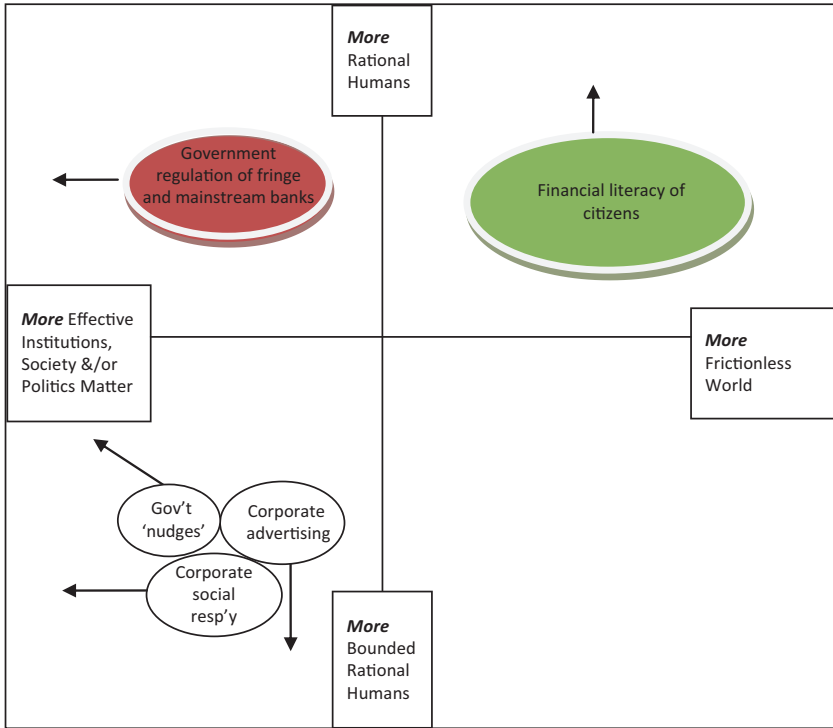 More
Rational
Humans
Government
regulation of fringe
and mainstream banks
Financial literacy of
citizens
More Effective
Institutions,
Society &/or
Politics Matter
More
Frictionless
World
Gov’t
‘nudges’
Corporate
advertising
Corporate
social
resp’y
More
Bounded
Rational
Humans